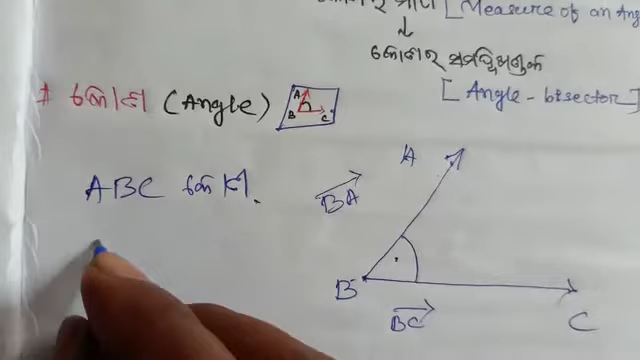 [Measure of an Ang
↓
କୋଣର ସମଦ୍ୱିଖଣ୍ଡକ
[Angle-bisector]
# କୋଣ (Angle)
A
B C
ABC କୋଣ.
BA
A
B
BC
C